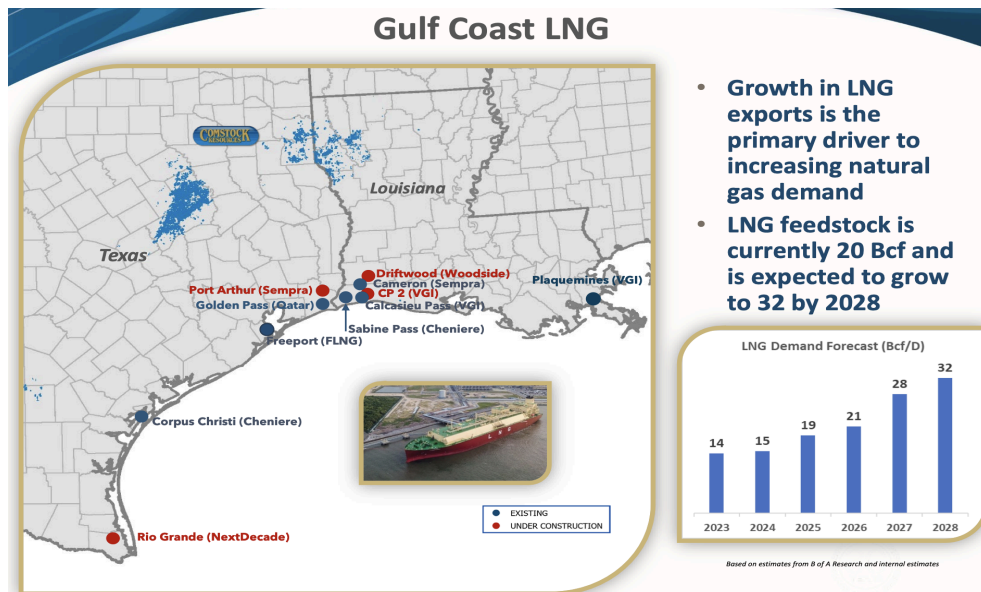 Gulf Coast LNG
COMSTOCK
RESOURCES
Louisiana
Texas
Driftwood (Woodside)
Cameron (Sempra)
Port Arthur (Sempra)
CP 2 (VGI)
Golden Pass (Qatar)
Calcasieu Pass (VGI)
Plaquemines (VGI)
Sabine Pass (Cheniere)
Freeport (FLNG)
Corpus Christi (Cheniere)
Rio Grande (NextDecade)
LNG
EXISTING
UNDER CONSTRUCTION
• Growth in LNG
exports is the
primary driver to
increasing natural
gas demand
• LNG feedstock is
currently 20 Bcf and
is expected to grow
to 32 by 2028
LNG Demand Forecast (Bcf/D)
14 15 19 21 28 32
2023 2024 2025 2026 2027 2028
Based on estimates from B of A Research and internal estimates